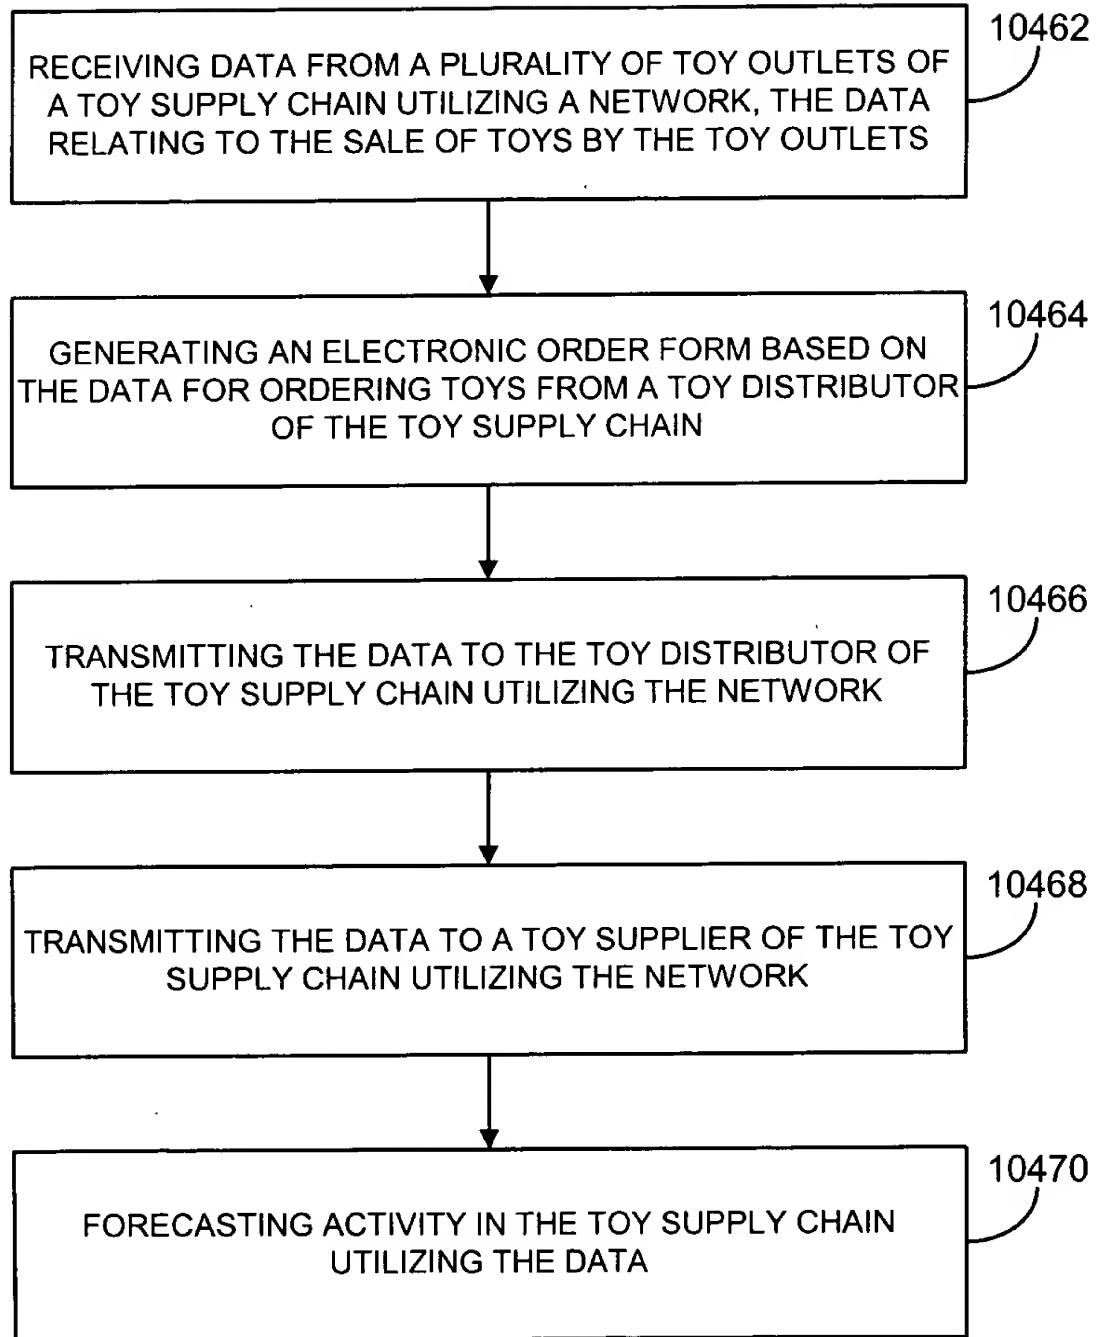 10462
RECEIVING DATA FROM A PLURALITY OF TOY OUTLETS OF
A TOY SUPPLY CHAIN UTILIZING A NETWORK, THE DATA
RELATING TO THE SALE OF TOYS BY THE TOY OUTLETS
10464
GENERATING AN ELECTRONIC ORDER FORM BASED ON
THE DATA FOR ORDERING TOYS FROM A TOY DISTRIBUTOR
OF THE TOY SUPPLY CHAIN
10466
TRANSMITTING THE DATA TO THE TOY DISTRIBUTOR OF
THE TOY SUPPLY CHAIN UTILIZING THE NETWORK
10468
TRANSMITTING THE DATA TO A TOY SUPPLIER OF THE TOY
SUPPLY CHAIN UTILIZING THE NETWORK
10470
FORECASTING ACTIVITY IN THE TOY SUPPLY CHAIN
UTILIZING THE DATA